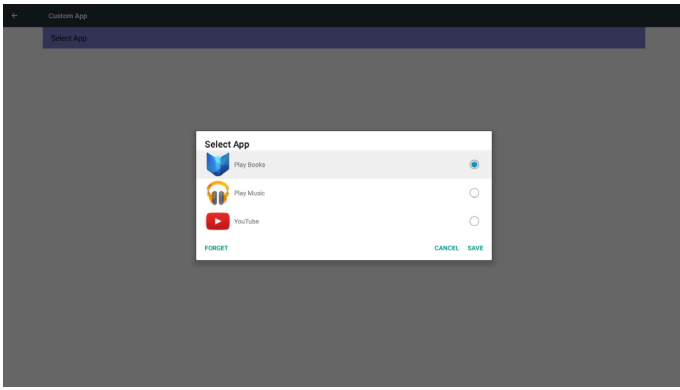 Custom App
Select App
Select App
Play Books
Play Music
YouTube
FORGET CANCEL SAVE